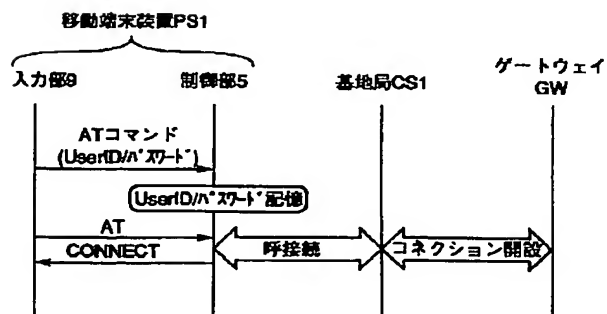 移動端末装置PS1
入力部9
制御部5
基地局CS1
ゲートウェイ
GW
ATコマンド
(UserID/パスワード)
UserID/パスワード記憶
AT
CONNECT
呼接続
コネクション開設